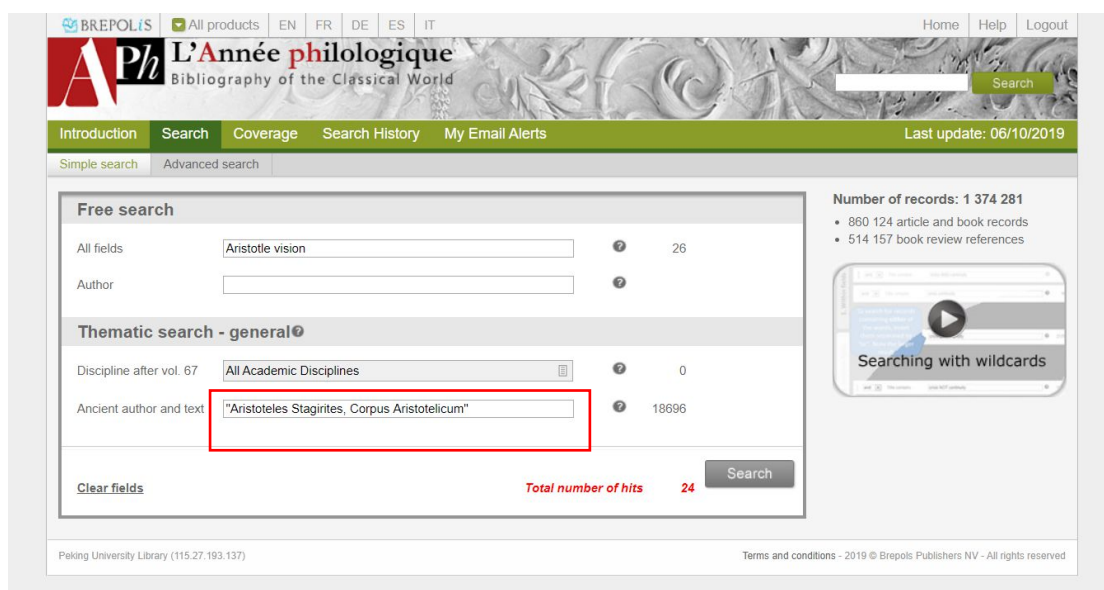 BREPOLiS All products EN FR DE ES IT Home Help Logout
APh L'Année philologique
Bibliography of the Classical World
Search
Introduction Search Coverage Search History My Email Alerts Last update: 06/10/2019
Simple search Advanced search
Free search
All fields Aristotle vision 26
Author
Thematic search - general
Discipline after vol. 67 All Academic Disciplines 0
Ancient author and text "Aristoteles Stagirites, Corpus Aristotelicum" 18696
Clear fields Total number of hits 24 Search
Number of records: 1 374 281
• 860 124 article and book records
• 514 157 book review references
Searching with wildcards
Peking University Library (115.27.193.137) Terms and conditions - 2019 © Brepols Publishers NV - All rights reserved